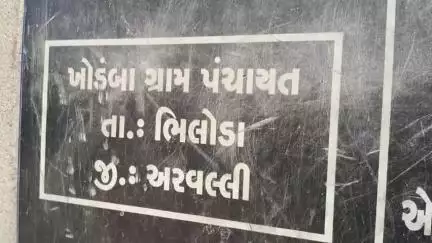 ખોડંબા ગ્રામ પંચાયત
તા.: ભિલોડા
જી.: અરવલ્લી